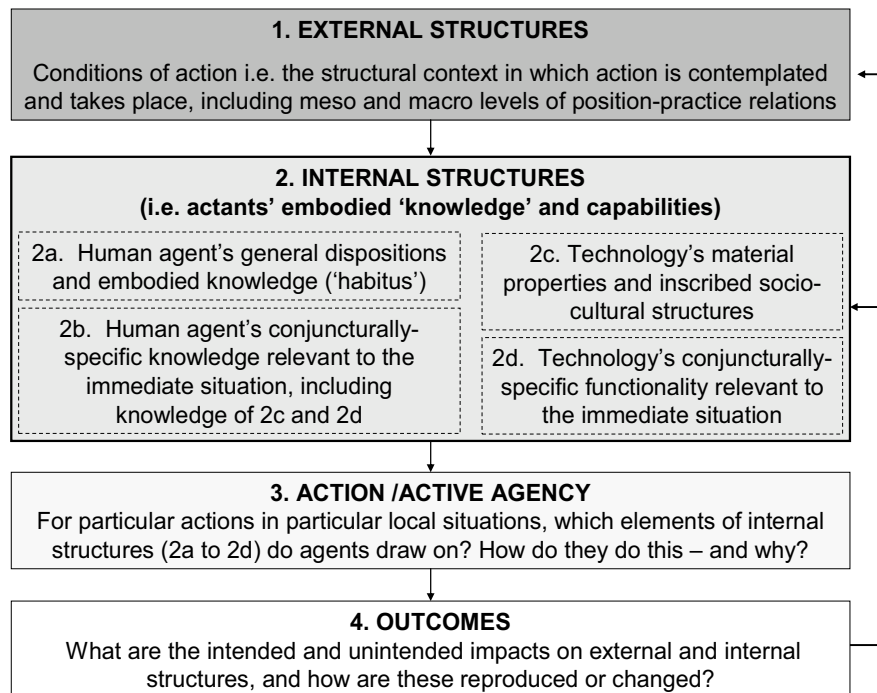 1. EXTERNAL STRUCTURES
Conditions of action i.e. the structural context in which action is contemplated
and takes place, including meso and macro levels of position-practice relations
2. INTERNAL STRUCTURES
(i.e. actants’ embodied ‘knowledge’ and capabilities)
2a. Human agent’s general dispositions
and embodied knowledge (‘habitus’)
2b. Human agent’s conjuncturally-
specific knowledge relevant to the
immediate situation, including
knowledge of 2c and 2d
2c. Technology’s material
properties and inscribed socio-
cultural structures
2d. Technology’s conjuncturally-
specific functionality relevant to
the immediate situation
3. ACTION /ACTIVE AGENCY
For particular actions in particular local situations, which elements of internal
structures (2a to 2d) do agents draw on? How do they do this – and why?
4. OUTCOMES
What are the intended and unintended impacts on external and internal
structures, and how are these reproduced or changed?